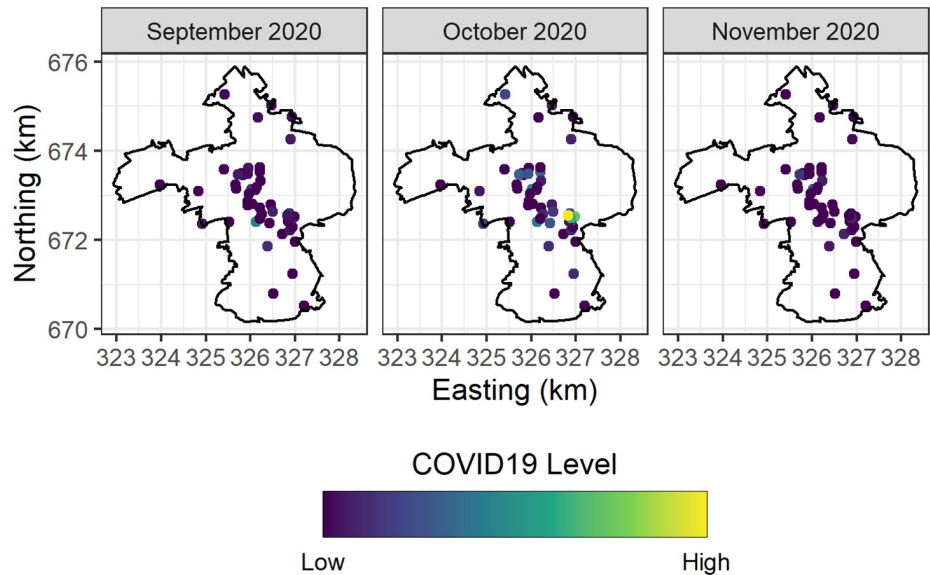 September 2020 October 2020 November 2020
676
674
672
670
Northing (km)
323 324 325 326 327 328 323 324 325 326 327 328 323 324 325 326 327 328
Easting (km)
COVID19 Level
Low High